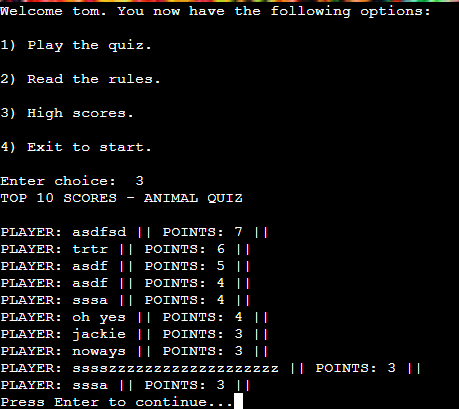 Welcome tom. You now have the following options:
1) Play the quiz.
2) Read the rules.
3) High scores.
4) Exit to start.
Enter choice:  3
TOP 10 SCORES - ANIMAL QUIZ
PLAYER: asdfsd || POINTS: 7 ||
PLAYER: trtr || POINTS: 6 ||
PLAYER: asdf || POINTS: 5 ||
PLAYER: asdf || POINTS: 4 ||
PLAYER: sssa || POINTS: 4 ||
PLAYER: oh yes || POINTS: 4 ||
PLAYER: jackie || POINTS: 3 ||
PLAYER: noways || POINTS: 3 ||
PLAYER: sssszzzzzzzzzzzzzzzzzzz || POINTS: 3 ||
PLAYER: sssa || POINTS: 3 ||
Press Enter to continue...